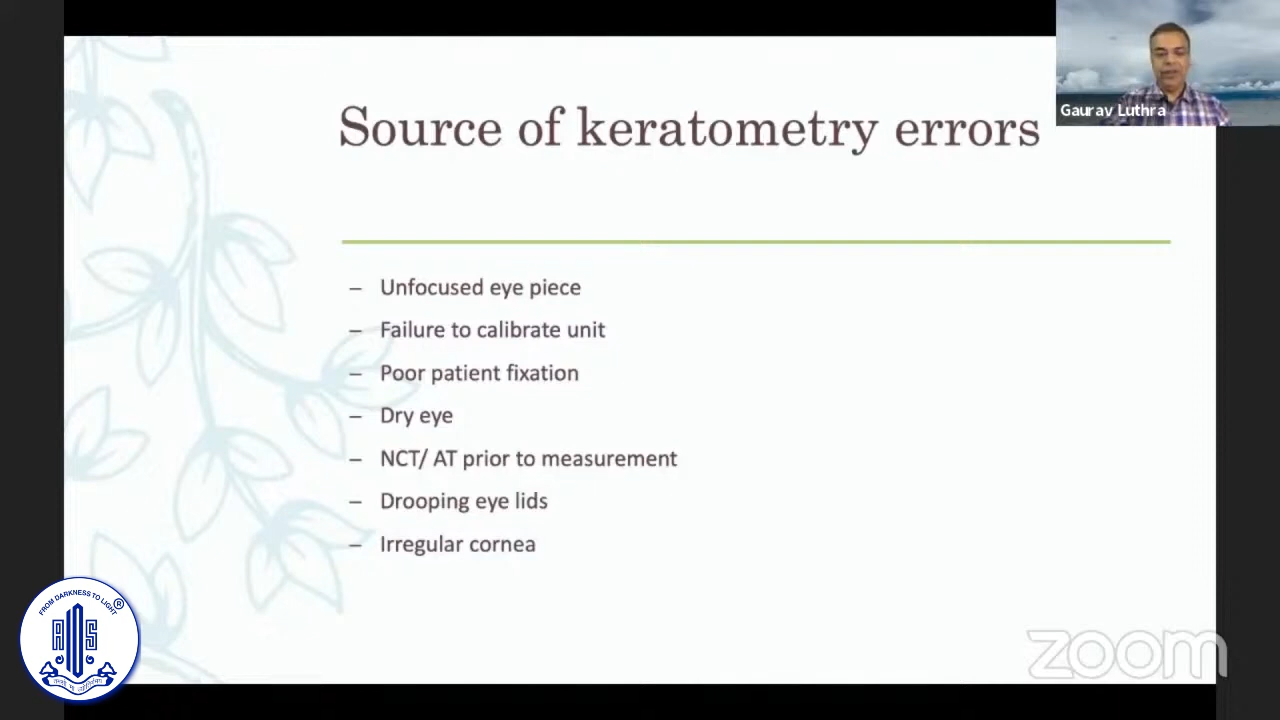 Source of keratometry errors
Gaurav Luthra
– Unfocused eye piece
– Failure to calibrate unit
– Poor patient fixation
– Dry eye
– NCT/ AT prior to measurement
– Drooping eye lids
– Irregular cornea
FROM DARKNESS TO LIGHT
®
AIOS
zoom